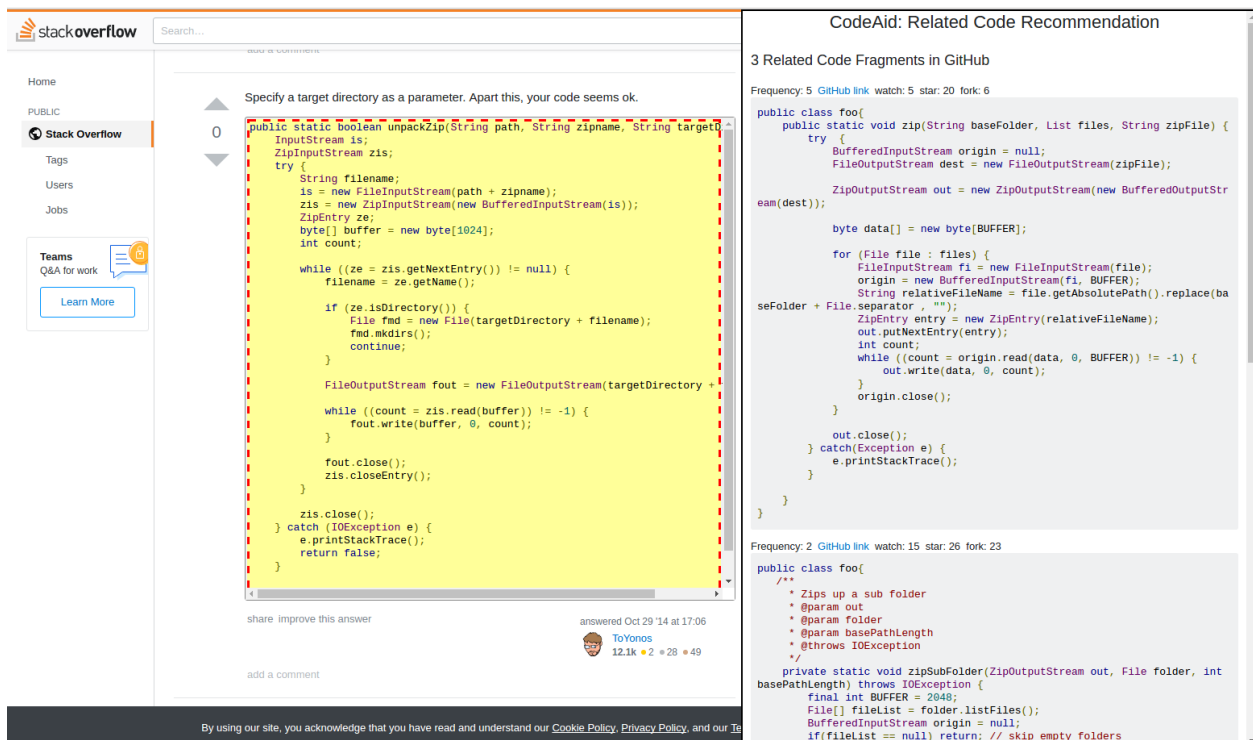 stackoverflow
Search...
add a comment
Home
PUBLIC
Stack Overflow
Tags
Users
Jobs
Teams
Q&A for work
Learn More
Specify a target directory as a parameter. Apart this, your code seems ok.
0
public static boolean unpackZip(String path, String zipname, String targetD
    InputStream is;
    ZipInputStream zis;
    try {
        String filename;
        is = new FileInputStream(path + zipname);
        zis = new ZipInputStream(new BufferedInputStream(is));
        ZipEntry ze;
        byte[] buffer = new byte[1024];
        int count;
        while ((ze = zis.getNextEntry()) != null) {
            filename = ze.getName();
            if (ze.isDirectory()) {
                File fmd = new File(targetDirectory + filename);
                fmd.mkdirs();
                continue;
            }
            FileOutputStream fout = new FileOutputStream(targetDirectory +
            while ((count = zis.read(buffer)) != -1) {
                fout.write(buffer, 0, count);
            }
            fout.close();
            zis.closeEntry();
        }
        zis.close();
    } catch (IOException e) {
        e.printStackTrace();
        return false;
    }
share improve this answer
answered Oct 29 '14 at 17:06
ToYonos
12.1k 2 28 49
add a comment
By using our site, you acknowledge that you have read and understand our Cookie Policy, Privacy Policy, and our Te
CodeAid: Related Code Recommendation
3 Related Code Fragments in GitHub
Frequency: 5 GitHub link watch: 5 star: 20 fork: 6
public class foo{
    public static void zip(String baseFolder, List files, String zipFile) {
        try  {
            BufferedInputStream origin = null;
            FileOutputStream dest = new FileOutputStream(zipFile);
            ZipOutputStream out = new ZipOutputStream(new BufferedOutputStr
eam(dest));
            byte data[] = new byte[BUFFER];
            for (File file : files) {
                FileInputStream fi = new FileInputStream(file);
                origin = new BufferedInputStream(fi, BUFFER);
                String relativeFileName = file.getAbsolutePath().replace(ba
seFolder + File.separator , "");
                ZipEntry entry = new ZipEntry(relativeFileName);
                out.putNextEntry(entry);
                int count;
                while ((count = origin.read(data, 0, BUFFER)) != -1) {
                    out.write(data, 0, count);
                }
                origin.close();
            }
            out.close();
        } catch(Exception e) {
            e.printStackTrace();
        }
    }
}
Frequency: 2 GitHub link watch: 15 star: 26 fork: 23
public class foo{
   /**
     * Zips up a sub folder
     * @param out
     * @param folder
     * @param basePathLength
     * @throws IOException
     */
    private static void zipSubFolder(ZipOutputStream out, File folder, int
basePathLength) throws IOException {
        final int BUFFER = 2048;
        File[] fileList = folder.listFiles();
        BufferedInputStream origin = null;
        if(fileList == null) return; // skip empty folders